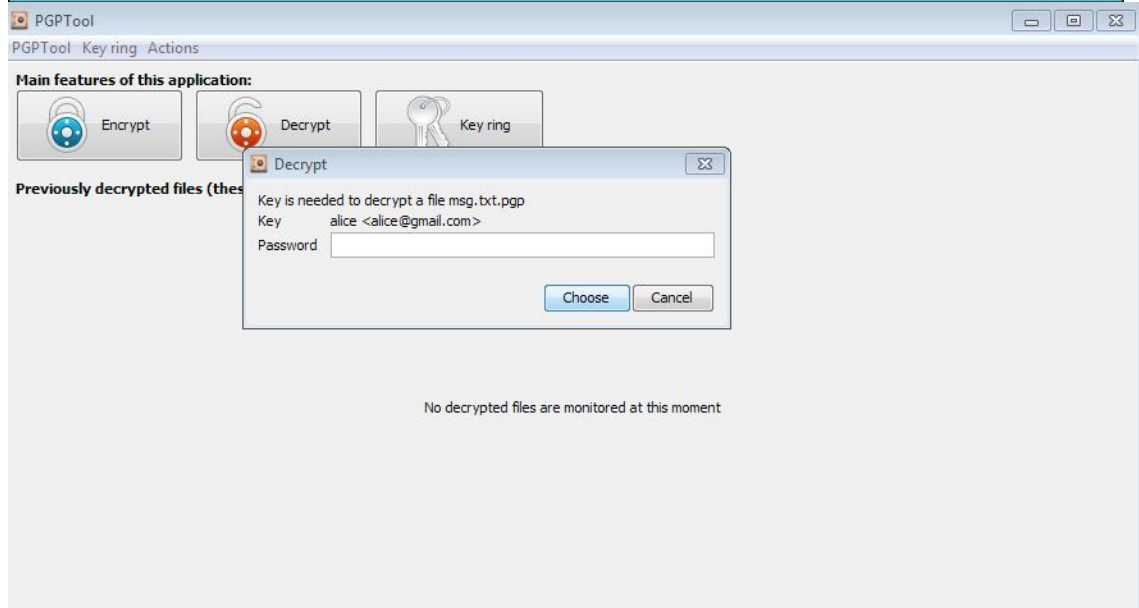 PGPTool
PGPTool Key ring Actions
Main features of this application:
Encrypt Decrypt Key ring
Decrypt
Previously decrypted files (thes
Key is needed to decrypt a file msg.txt.pgp
Key alice <alice@gmail.com>
Password
Choose Cancel
No decrypted files are monitored at this moment